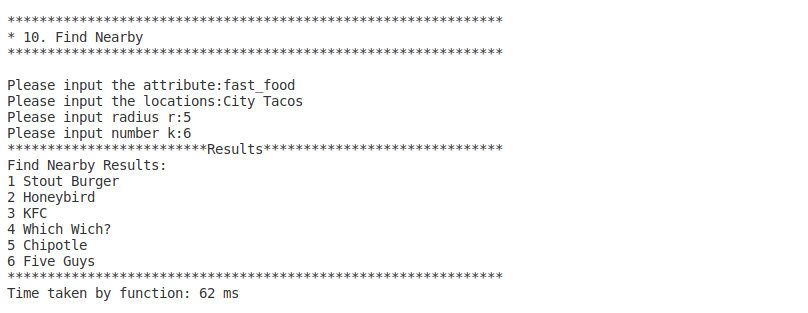 **************************************************************
* 10. Find Nearby
**************************************************************
Please input the attribute:fast_food
Please input the locations:City Tacos
Please input radius r:5
Please input number k:6
*************************Results******************************
Find Nearby Results:
1 Stout Burger
2 Honeybird
3 KFC
4 Which Wich?
5 Chipotle
6 Five Guys
**************************************************************
Time taken by function: 62 ms